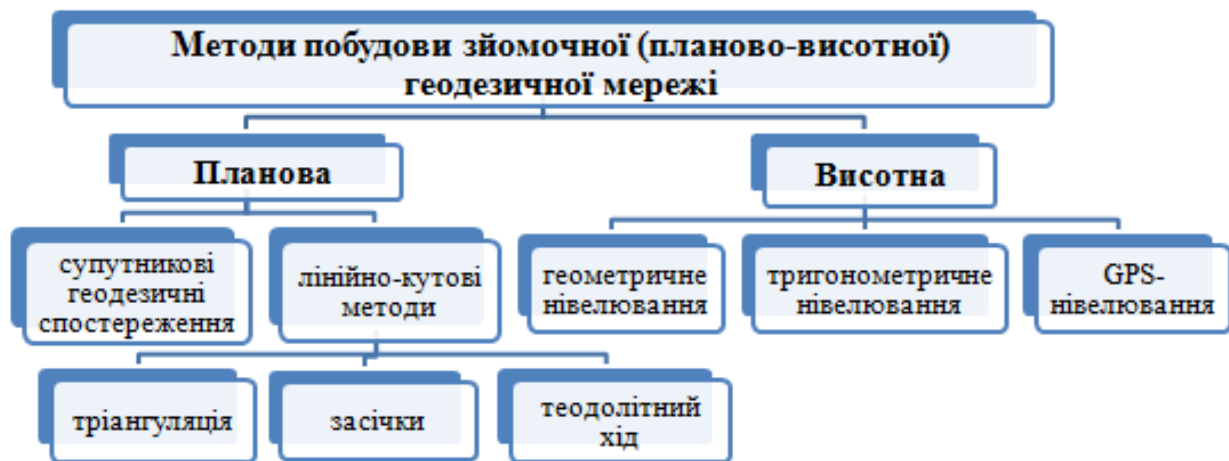 Методи побудови зйомочної (планово-висотної)
геодезичної мережі
Планова
Висотна
супутникові
геодезичні
спостереження
лінійно-кутові
методи
геометричне
нівелювання
тригонометричне
нівелювання
GPS-
нівелювання
тріангуляція
засічки
теодолітний
хід